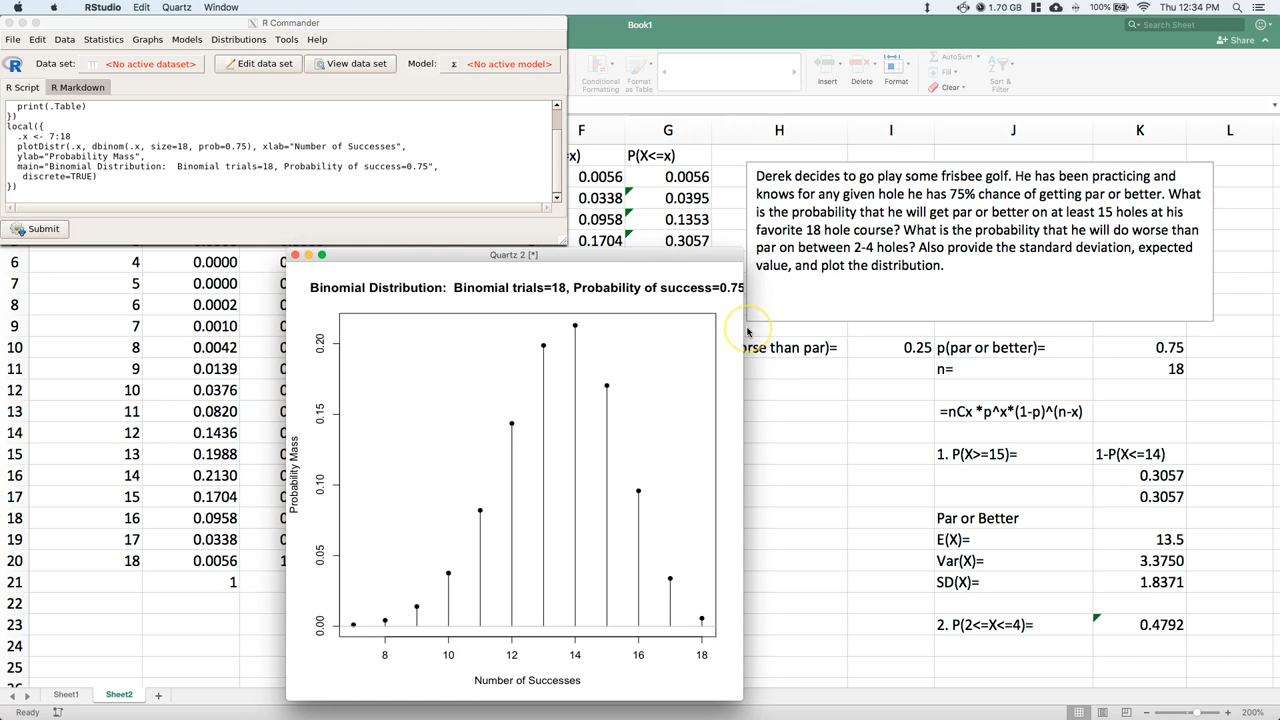 RStudio Edit Quartz Window
1.70 GB
100%
Thu 12:34 PM
R Commander
Book1
Search Sheet
Share
File Edit Data Statistics Graphs Models Distributions Tools Help
Data set: <No active dataset> Edit data set View data set Model: Σ <No active model>
R Script R Markdown
print(.Table)
})
local({
.x <- 7:18
plotDistr(.x, dbinom(.x, size=18, prob=0.75), xlab="Number of Successes",
ylab="Probability Mass",
main="Binomial Distribution:  Binomial trials=18, Probability of success=0.75",
discrete=TRUE)
})
Submit
Conditional Formatting
Format as Table
Insert
Delete
Format
AutoSum
Fill
Clear
Sort & Filter
F G H I J K L
P(X<=x)
0.0056 0.0056
0.0338 0.0395
0.0958 0.1353
0.1704 0.3057
Derek decides to go play some frisbee golf. He has been practicing and
knows for any given hole he has 75% chance of getting par or better. What
is the probability that he will get par or better on at least 15 holes at his
favorite 18 hole course? What is the probability that he will do worse than
par on between 2-4 holes? Also provide the standard deviation, expected
value, and plot the distribution.
6 4 0.0000
7 5 0.0000
8 6 0.0002
9 7 0.0010
10 8 0.0042
11 9 0.0139
12 10 0.0376
13 11 0.0820
14 12 0.1436
15 13 0.1988
16 14 0.2130
17 15 0.1704
18 16 0.0958
19 17 0.0338
20 18 0.0056
21 1
22
23
24
25
Quartz 2 [*]
Binomial Distribution:  Binomial trials=18, Probability of success=0.75
Probability Mass
0.20
0.15
0.10
0.05
0.00
8 10 12 14 16 18
Number of Successes
orse than par)= 0.25 p(par or better)= 0.75
n= 18
=nCx *p^x*(1-p)^(n-x)
1. P(X>=15)= 1-P(X<=14)
0.3057
0.3057
Par or Better
E(X)= 13.5
Var(X)= 3.3750
SD(X)= 1.8371
2. P(2<=X<=4)= 0.4792
Sheet1 Sheet2 +
Ready
200%